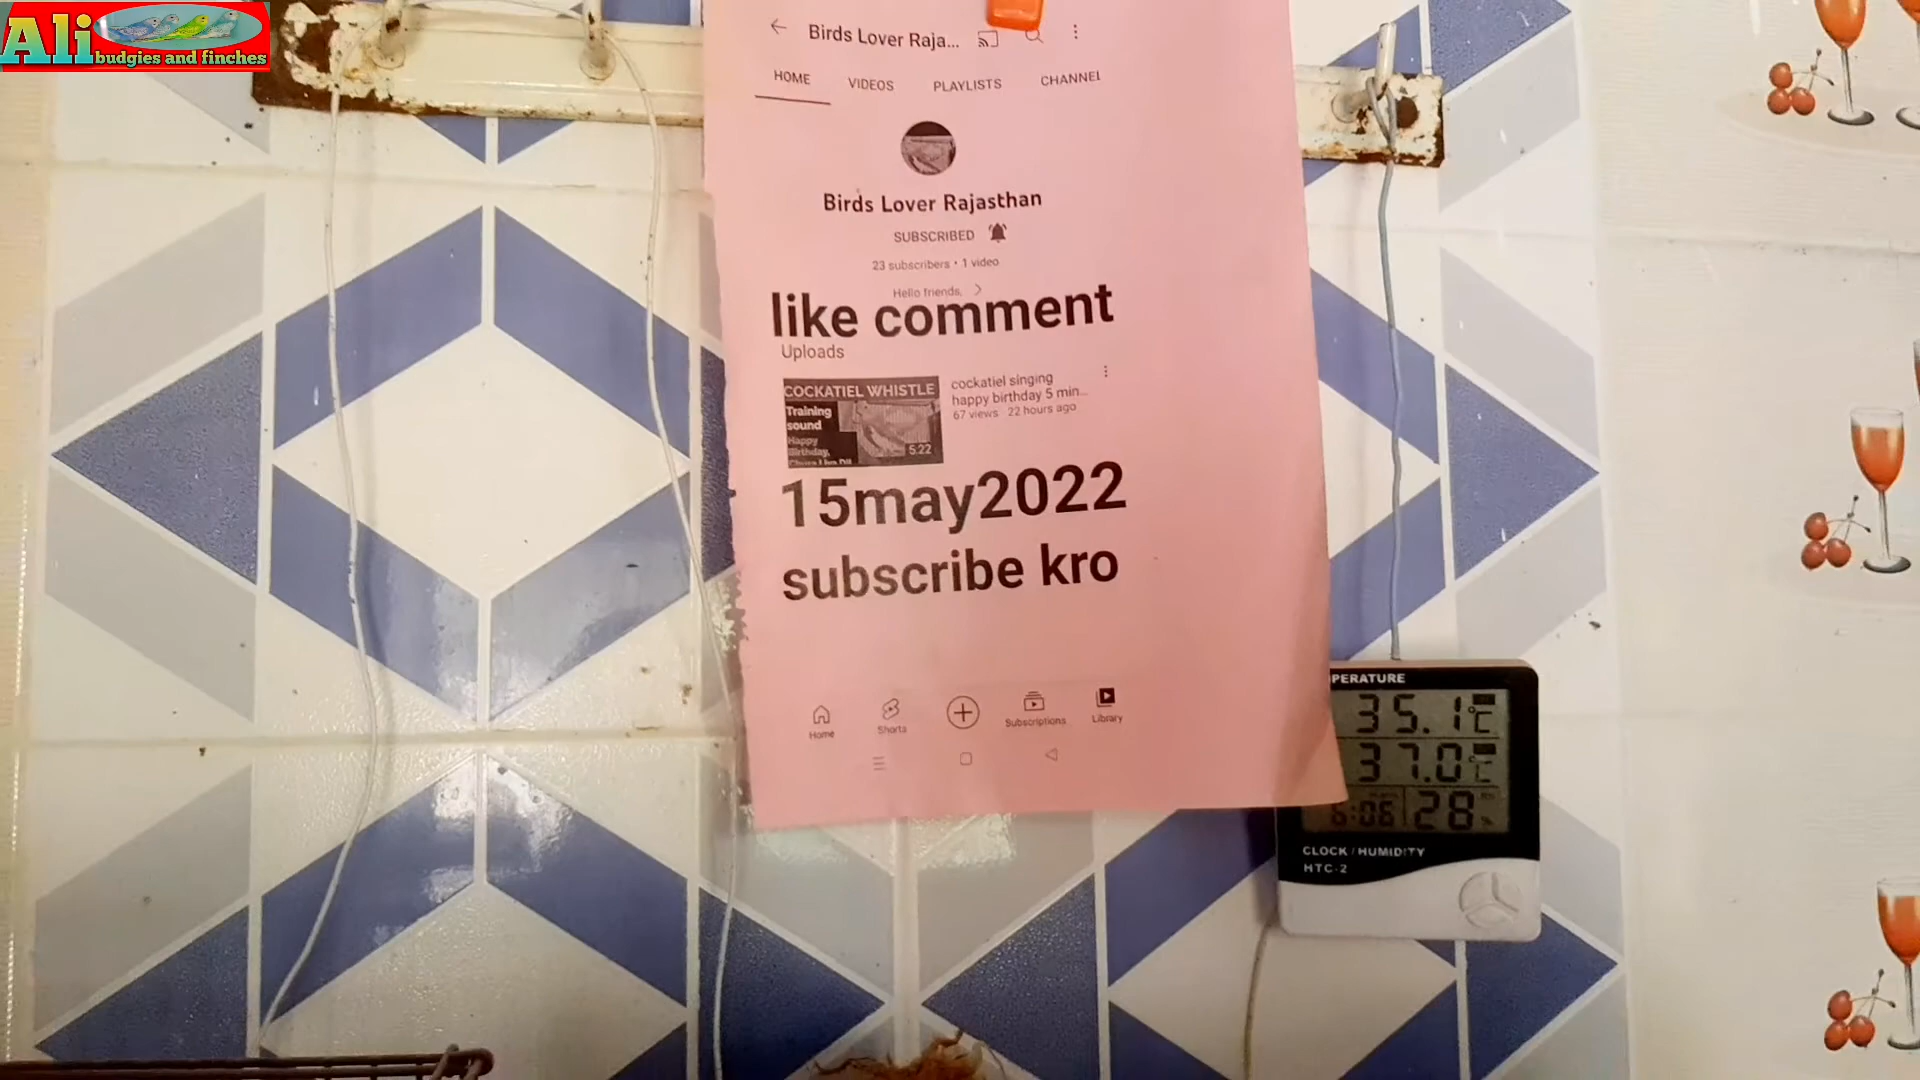 Ali
budgies and finches
Birds Lover Raja...
HOME VIDEOS PLAYLISTS CHANNEL
Birds Lover Rajasthan
SUBSCRIBED
23 subscribers • 1 video
Hello friends,
like comment
Uploads
COCKATIEL WHISTLE
Training
sound
Happy
Birthday,
5:22
cockatiel singing
happy birthday 5 min...
67 views 22 hours ago
15may2022
subscribe kro
Home Shorts Subscriptions Library
PERATURE
35.1°C
37.0°C
6:06 28 %
CLOCK / HUMIDITY
HTC-2